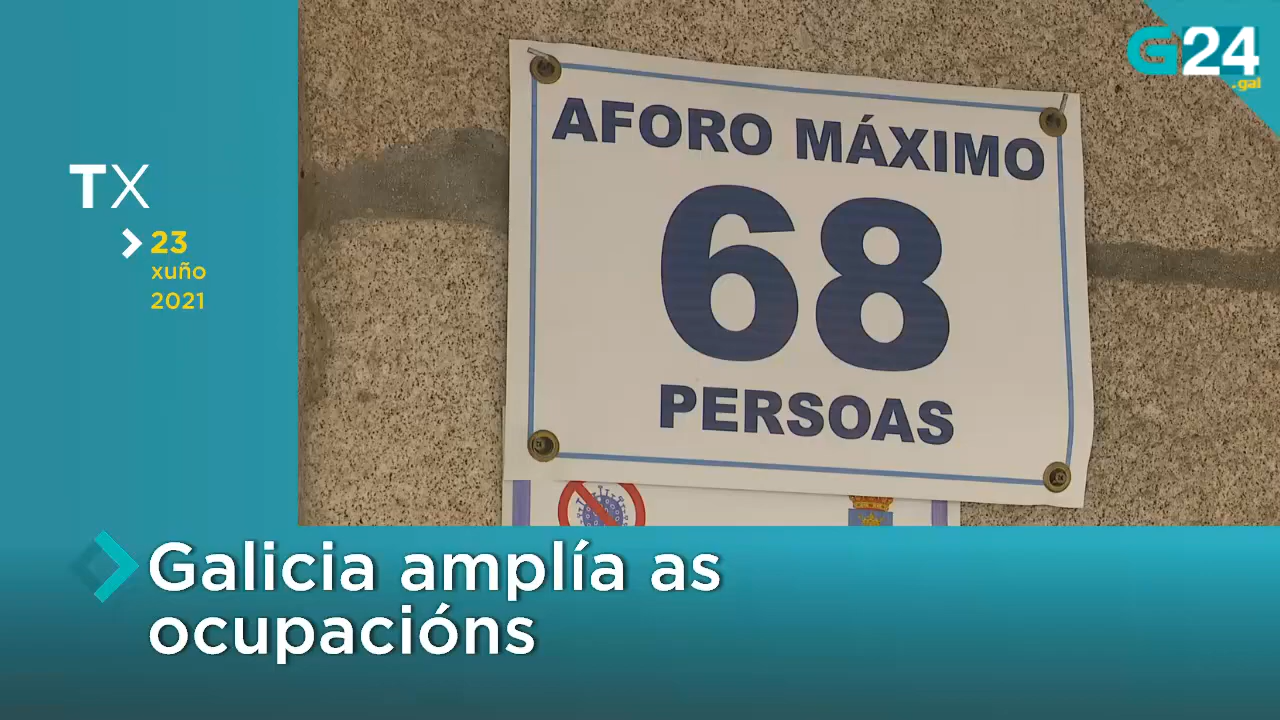 G24
.gal
AFORO MÁXIMO
68
PERSOAS
TX
23
xuño
2021
Galicia amplía as
ocupacións